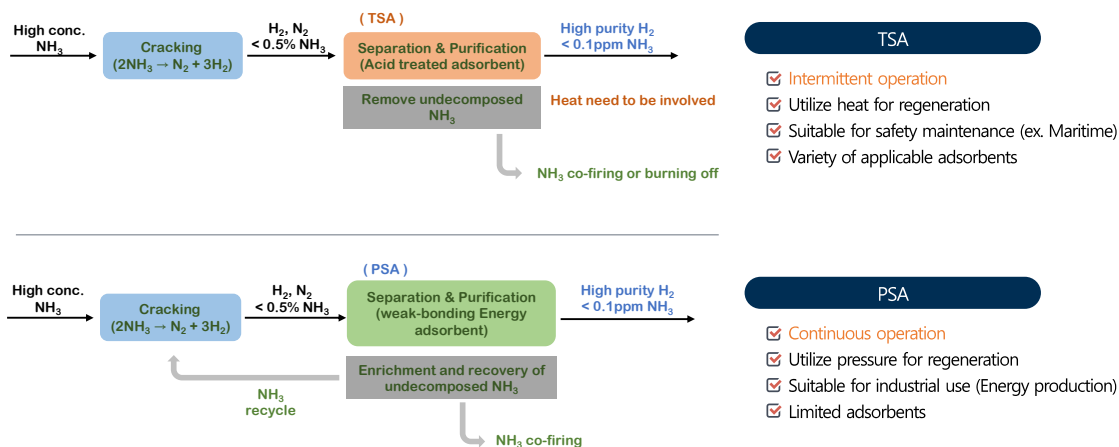 ( TSA )
High conc.
NH₃
Cracking
(2NH₃ → N₂ + 3H₂)
H₂, N₂
< 0.5% NH₃
Separation & Purification
(Acid treated adsorbent)
High purity H₂
< 0.1ppm NH₃
Remove undecomposed
NH₃
Heat need to be involved
NH₃ co-firing or burning off
TSA
Intermittent operation
Utilize heat for regeneration
Suitable for safety maintenance (ex. Maritime)
Variety of applicable adsorbents
( PSA )
High conc.
NH₃
Cracking
(2NH₃ → N₂ + 3H₂)
H₂, N₂
< 0.5% NH₃
Separation & Purification
(weak-bonding Energy
adsorbent)
High purity H₂
< 0.1ppm NH₃
Enrichment and recovery of
undecomposed NH₃
NH₃
recycle
NH₃ co-firing
PSA
Continuous operation
Utilize pressure for regeneration
Suitable for industrial use (Energy production)
Limited adsorbents